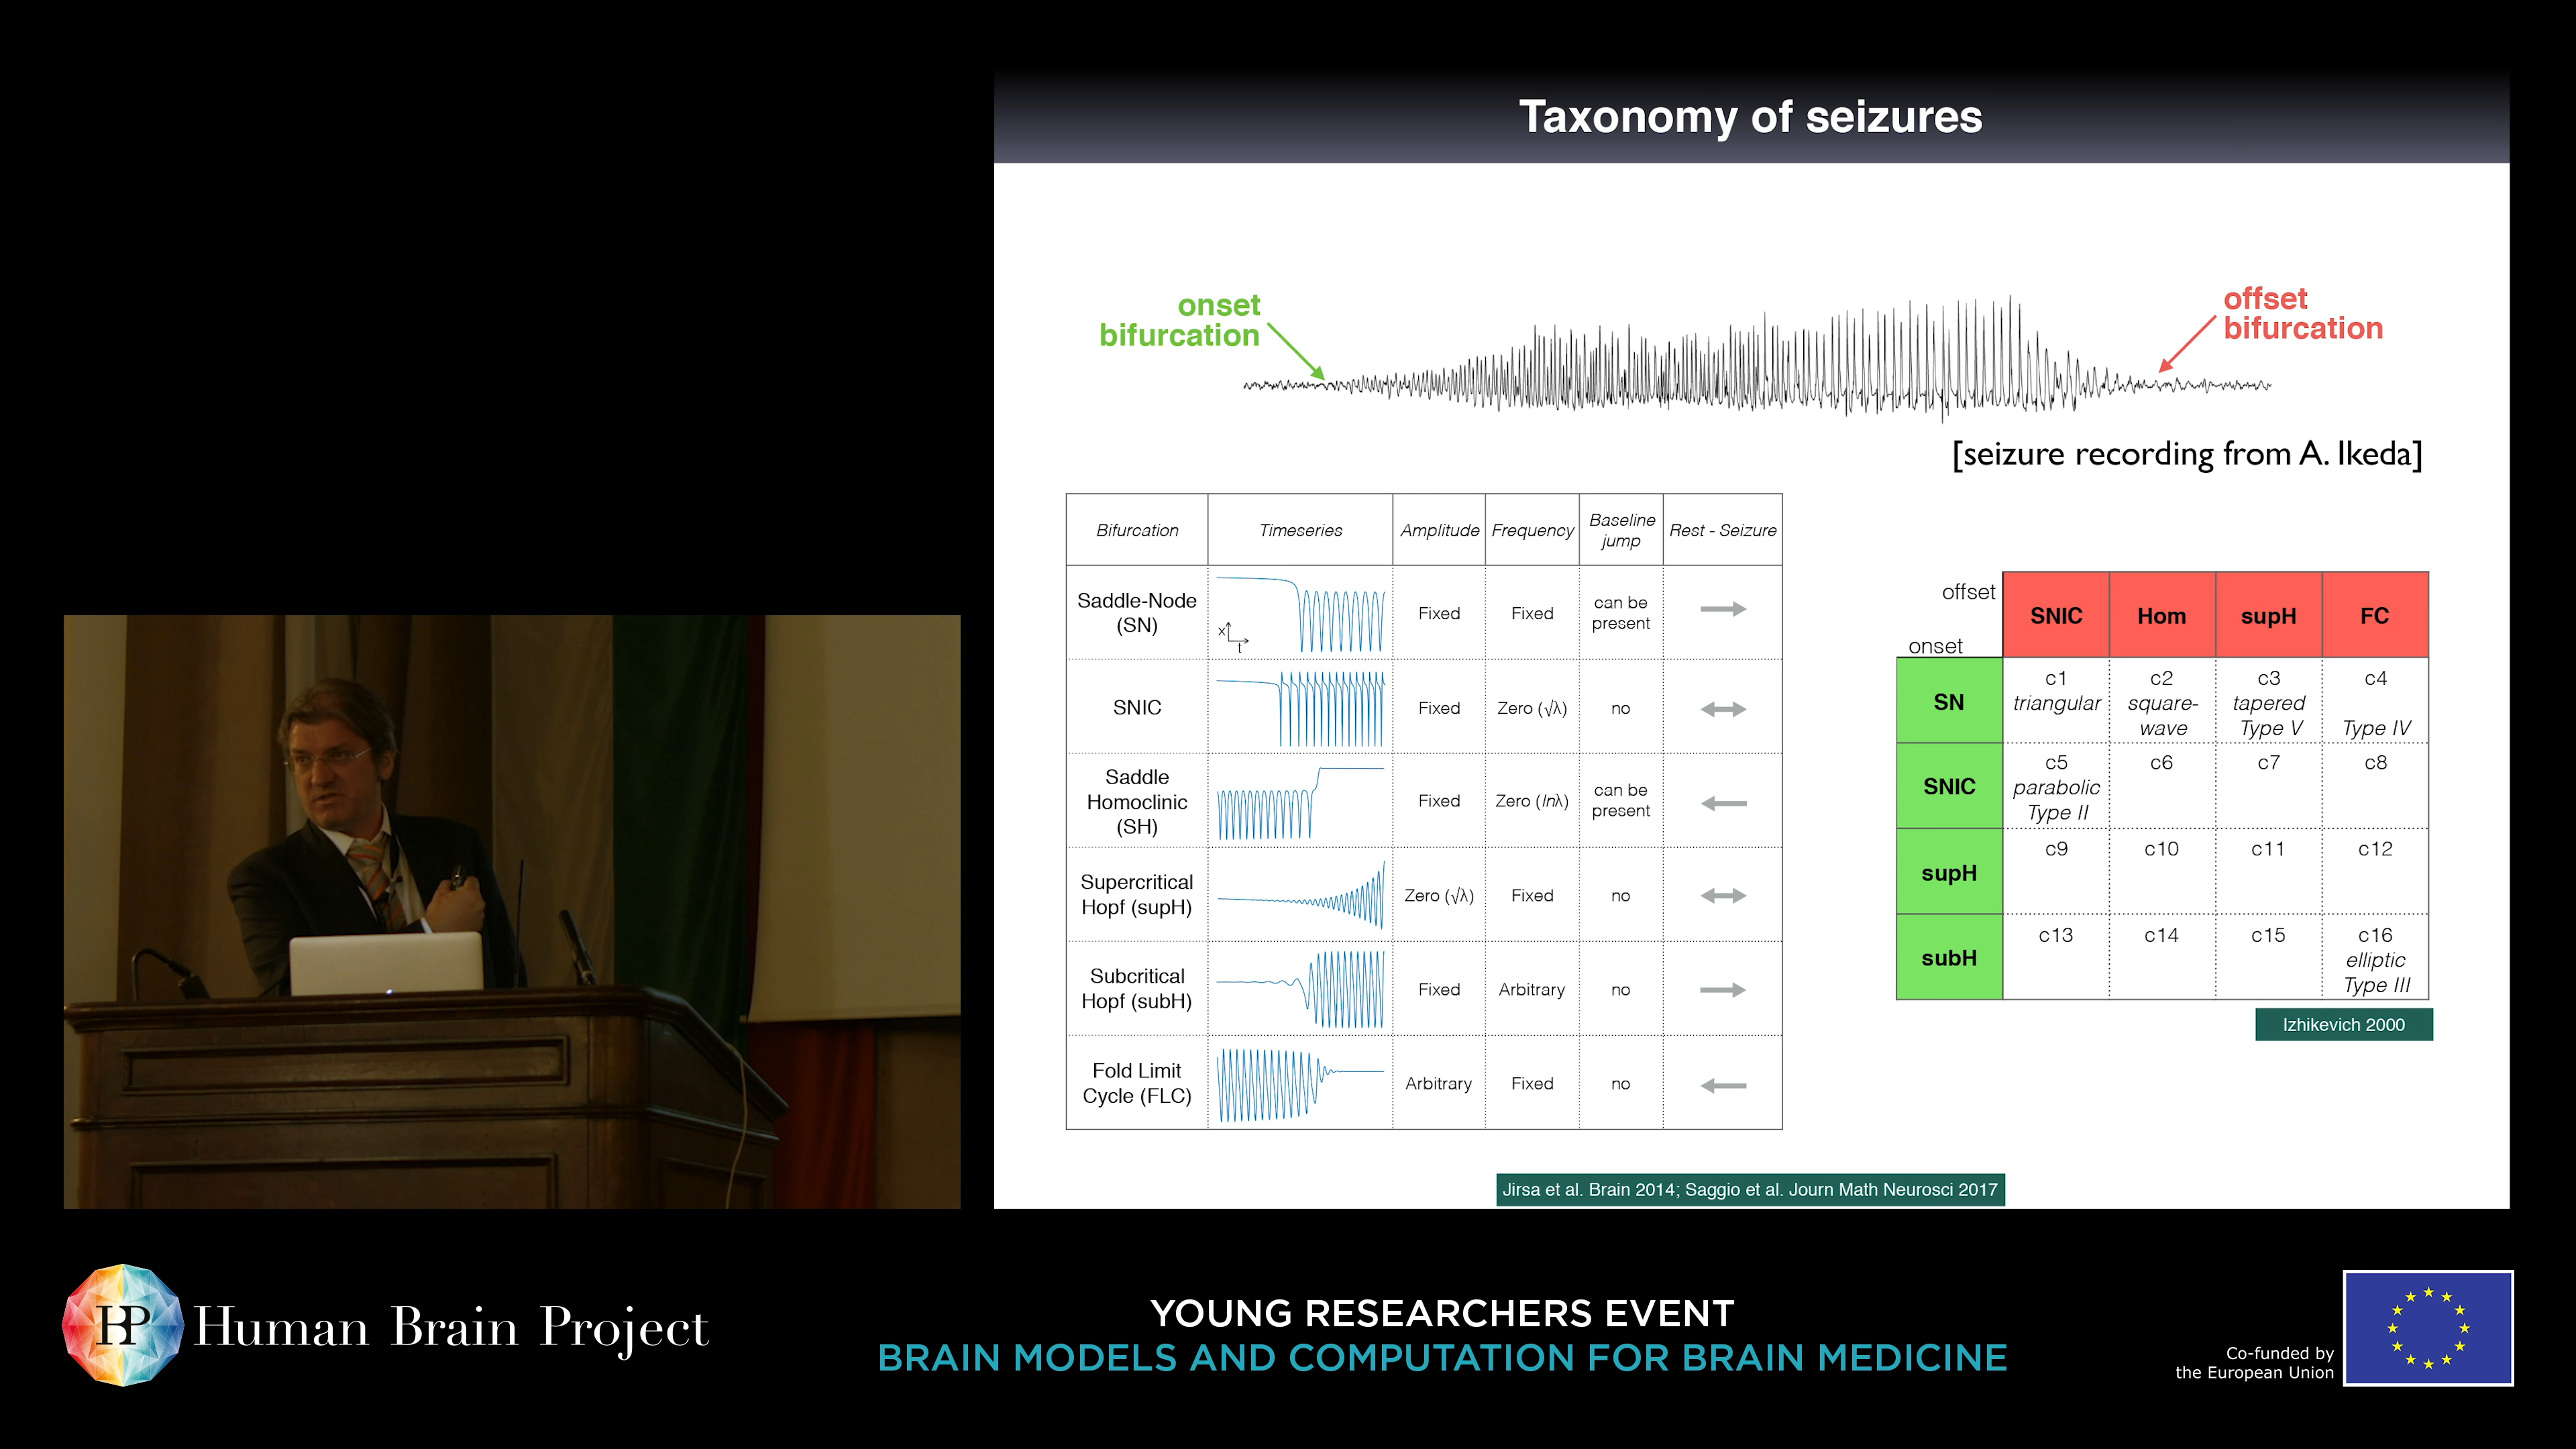 Taxonomy of seizures
onset
bifurcation
offset
bifurcation
[seizure recording from A. Ikeda]
Bifurcation
Timeseries
Amplitude
Frequency
Baseline
jump
Rest - Seizure
Saddle-Node
(SN)
x
t
Fixed
Fixed
can be
present
SNIC
Fixed
Zero (√λ)
no
Saddle
Homoclinic
(SH)
Fixed
Zero (lnλ)
can be
present
Supercritical
Hopf (supH)
Zero (√λ)
Fixed
no
Subcritical
Hopf (subH)
Fixed
Arbitrary
no
Fold Limit
Cycle (FLC)
Arbitrary
Fixed
no
offset
onset
SNIC
Hom
supH
FC
SN
c1
triangular
c2
square-
wave
c3
tapered
Type V
c4
Type IV
SNIC
c5
parabolic
Type II
c6
c7
c8
supH
c9
c10
c11
c12
subH
c13
c14
c15
c16
elliptic
Type III
Izhikevich 2000
Jirsa et al. Brain 2014; Saggio et al. Journ Math Neurosci 2017
HBP Human Brain Project
YOUNG RESEARCHERS EVENT
BRAIN MODELS AND COMPUTATION FOR BRAIN MEDICINE
Co-funded by
the European Union